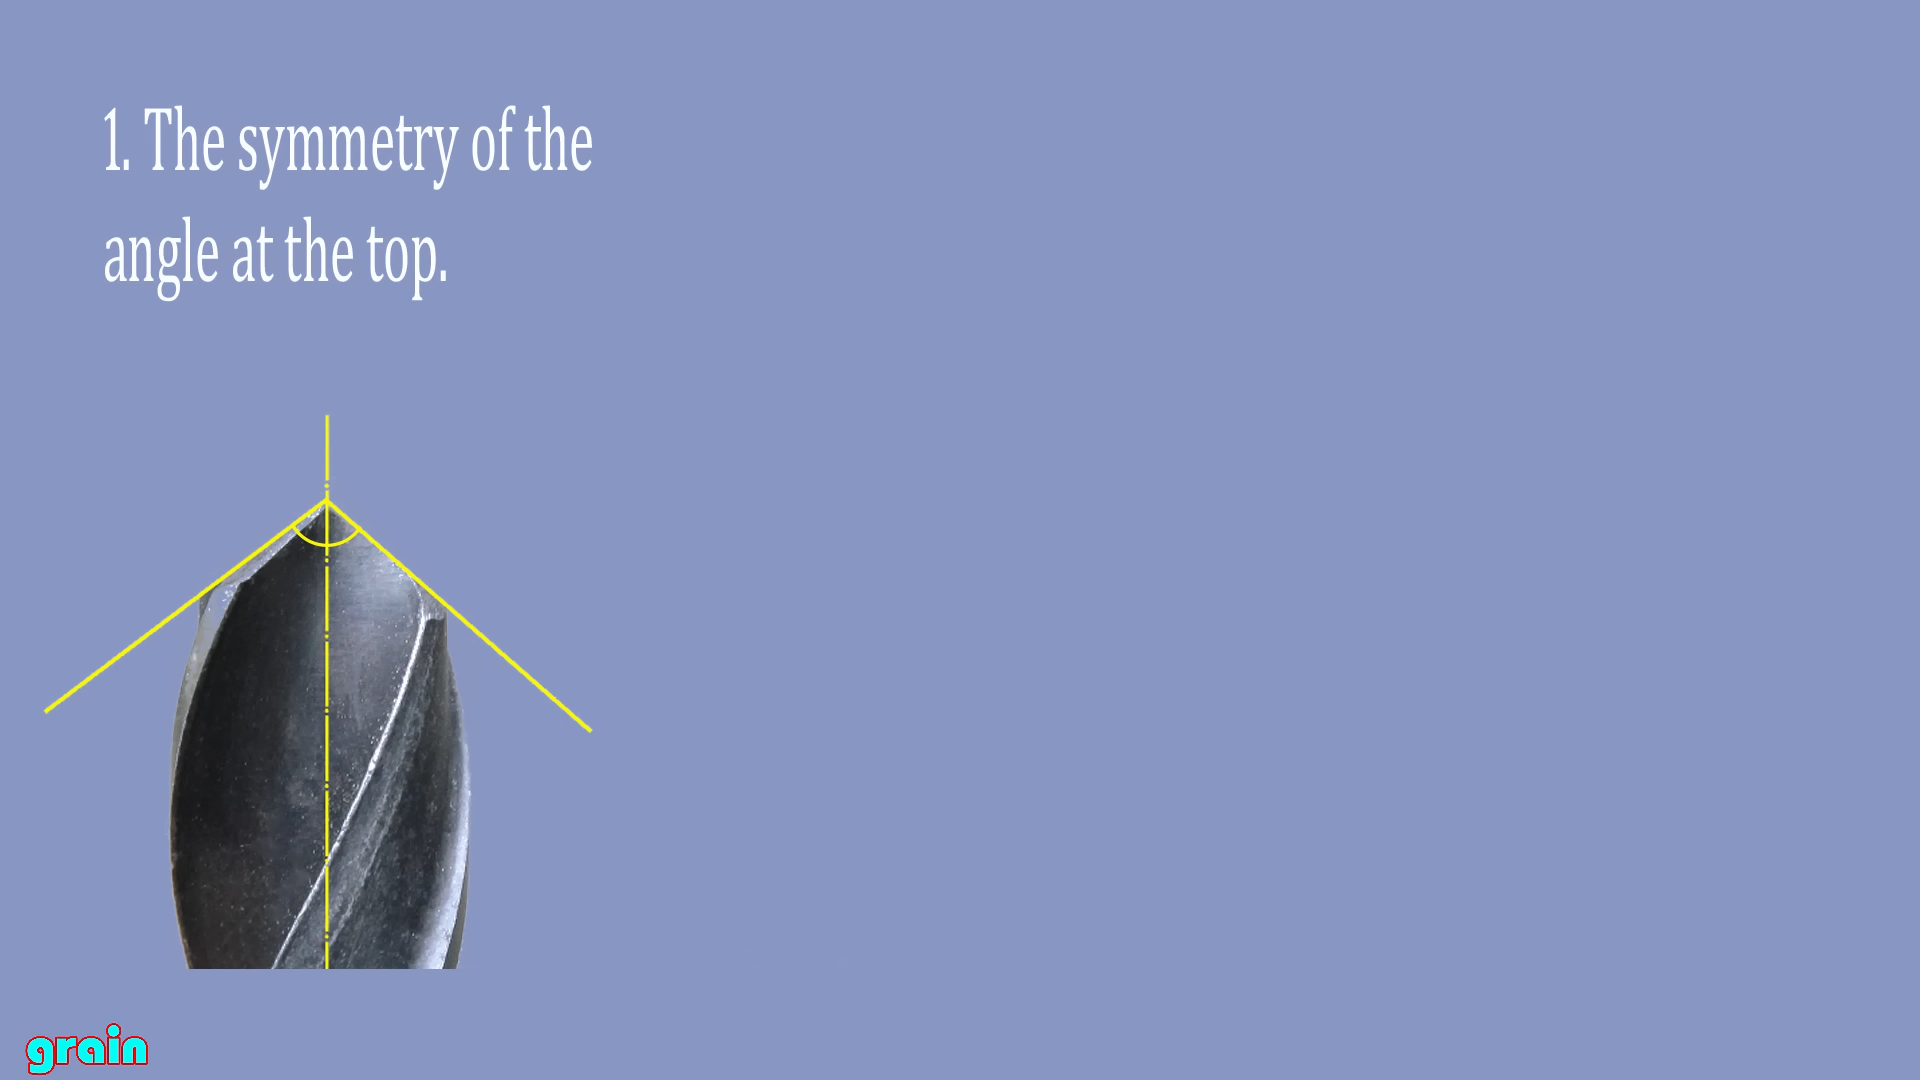 1. The symmetry of the
angle at the top.
grain